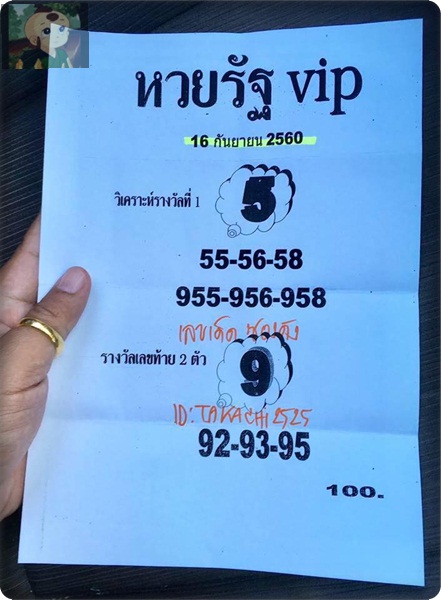 หวยรัฐ vip
16 กันยายน 2560
วิเคราะห์รางวัลที่ 1
5
55-56-58
955-956-958
เลขเด็ด
รางวัลเลขท้าย 2 ตัว
9
ID:TAKACHI2525
92-93-95
100.